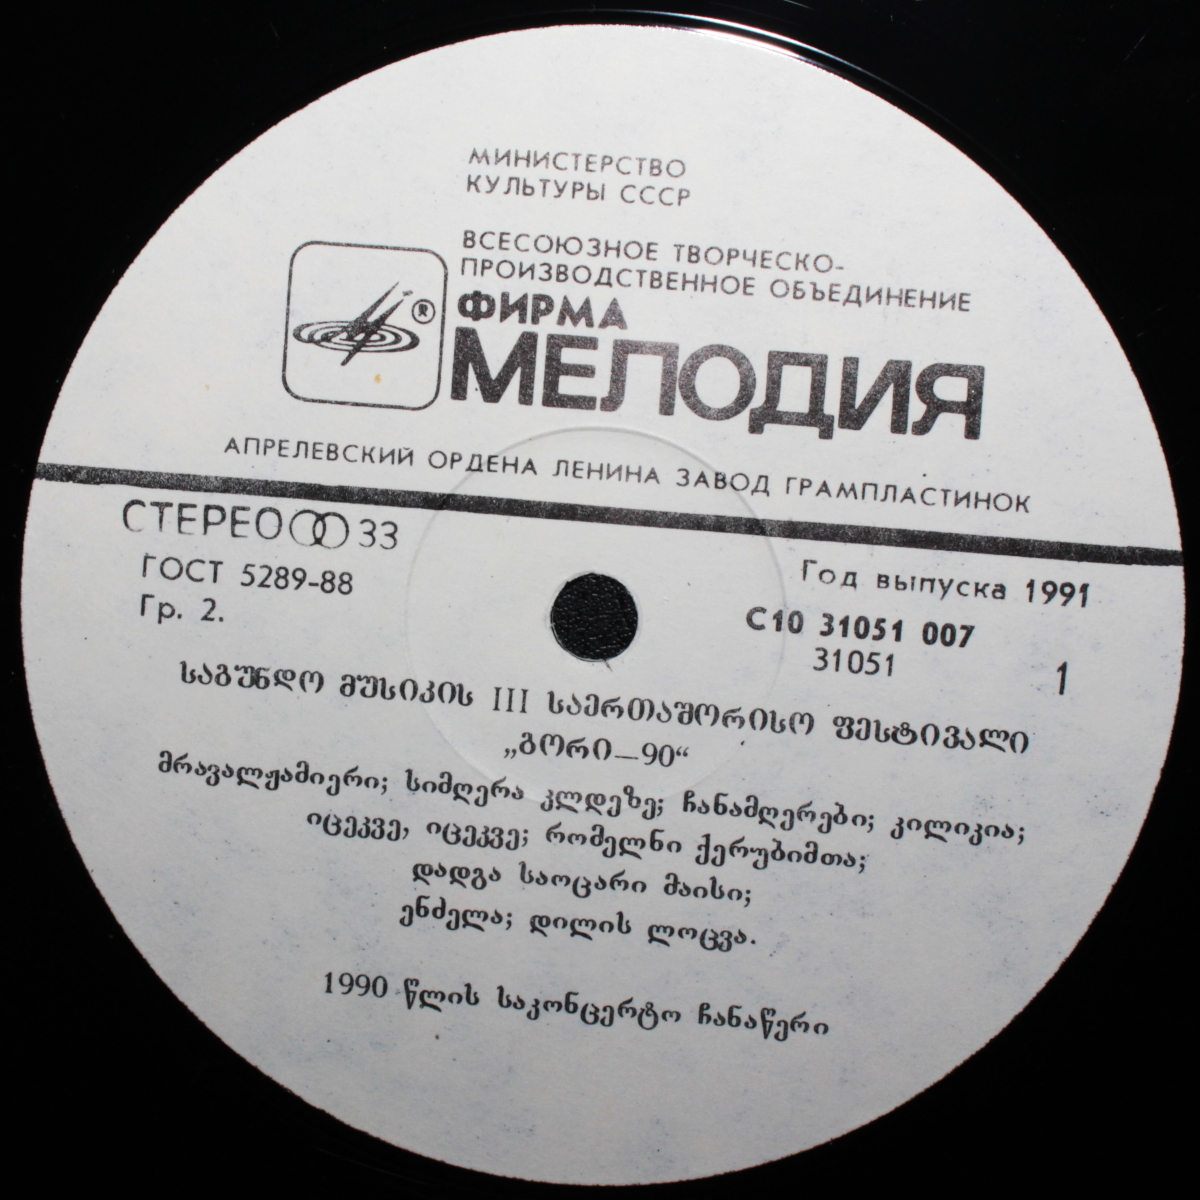 МИНИСТЕРСТВО
КУЛЬТУРЫ СССР
ВСЕСОЮЗНОЕ ТВОРЧЕСКО-
ПРОИЗВОДСТВЕННОЕ ОБЪЕДИНЕНИЕ
ФИРМА
®
МЕЛОДИЯ
АПРЕЛЕВСКИЙ ОРДЕНА ЛЕНИНА ЗАВОД ГРАМПЛАСТИНОК
СТЕРЕО 33
ГОСТ 5289-88
Гр. 2.
Год выпуска 1991
С10 31051 007
31051
1
საგუნდო მუსიკის III საერთაშორისო ფესტივალი
„გორი—90“
მრავალჟამიერი; სიმღერა კლდეზე; ჩანამღერები; კილიკია;
იცეკვე, იცეკვე; რომელნი ქერუბიმთა;
დადგა საოცარი მაისი;
ენძელა; დილის ლოცვა.
1990 წლის საკონცერტო ჩანაწერი